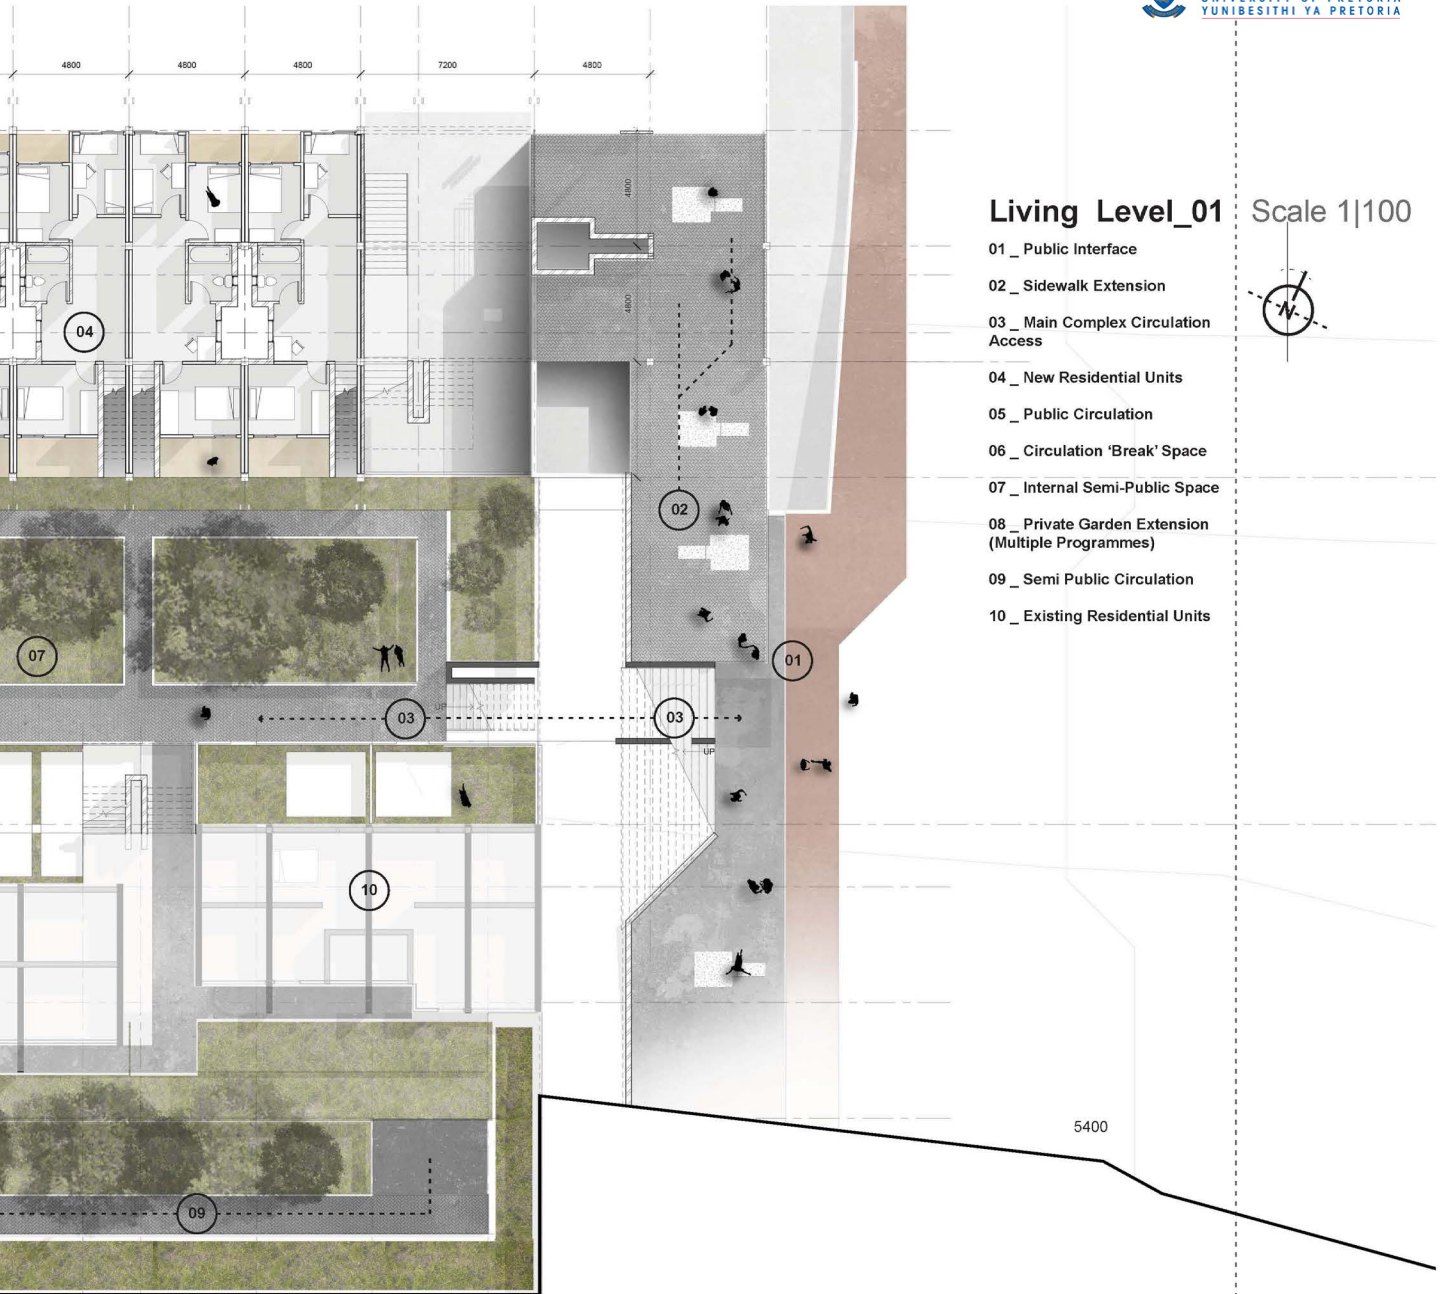 YUNIBESITHI YA PRETORIA
4800 4800 4800 7200 4800
Living Level_01 Scale 1|100
01 _ Public Interface
02 _ Sidewalk Extension
03 _ Main Complex Circulation
Access
04 _ New Residential Units
05 _ Public Circulation
06 _ Circulation ‘Break’ Space
07 _ Internal Semi-Public Space
08 _ Private Garden Extension
(Multiple Programmes)
09 _ Semi Public Circulation
10 _ Existing Residential Units
N
4800
4800
04
02
07
01
UP
03
03
UP
10
5400
09